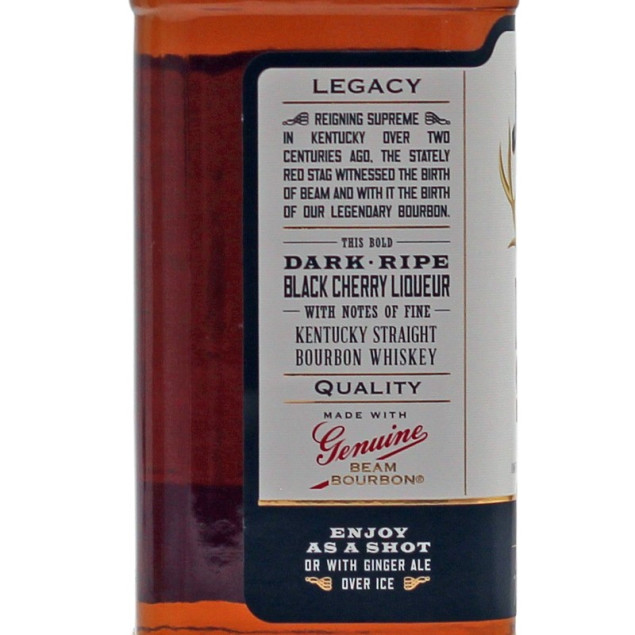 LEGACY
REIGNING SUPREME
IN KENTUCKY OVER TWO
CENTURIES AGO, THE STATELY
RED STAG WITNESSED THE BIRTH
OF BEAM AND WITH IT THE BIRTH
OF OUR LEGENDARY BOURBON.
THIS BOLD
DARK · RIPE
BLACK CHERRY LIQUEUR
WITH NOTES OF FINE
KENTUCKY STRAIGHT
BOURBON WHISKEY
QUALITY
MADE WITH
Genuine
BEAM
BOURBON®
ENJOY
AS A SHOT
OR WITH GINGER ALE
OVER ICE